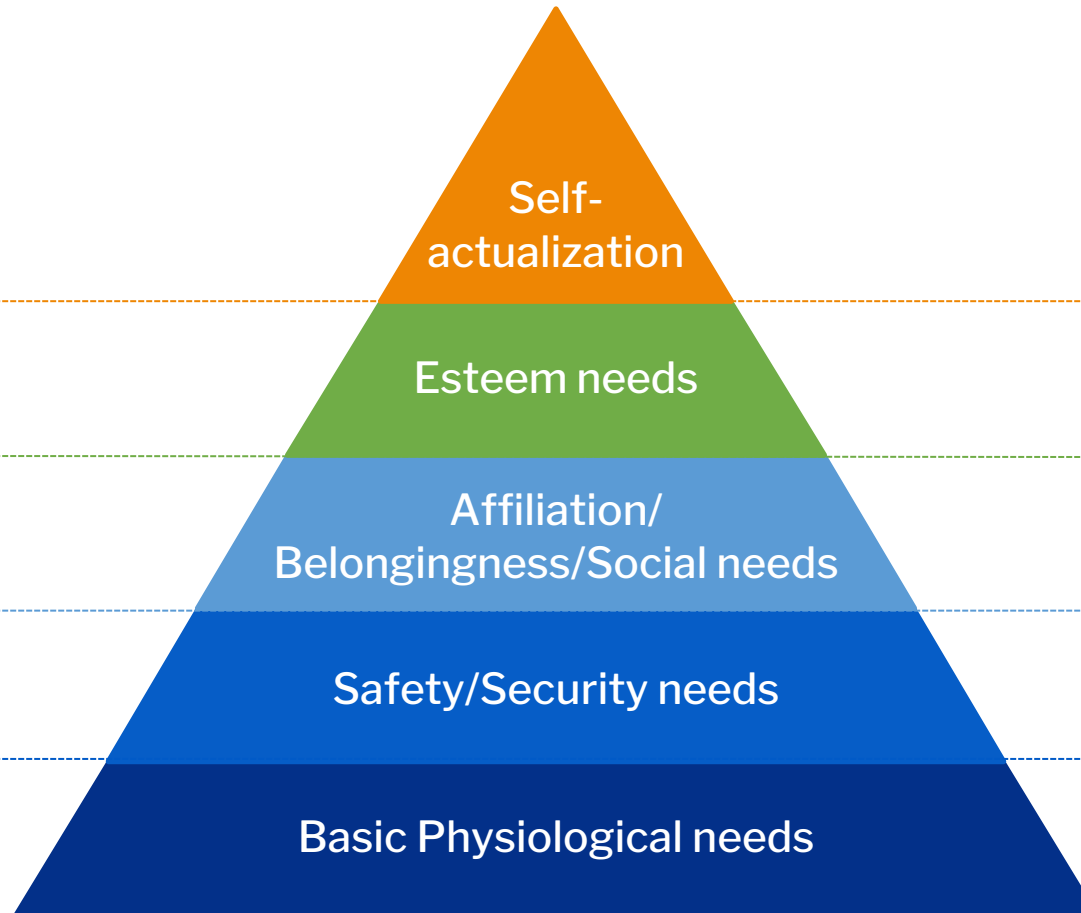 Self-
actualization
Esteem needs
Affiliation/
Belongingness/Social needs
Safety/Security needs
Basic Physiological needs